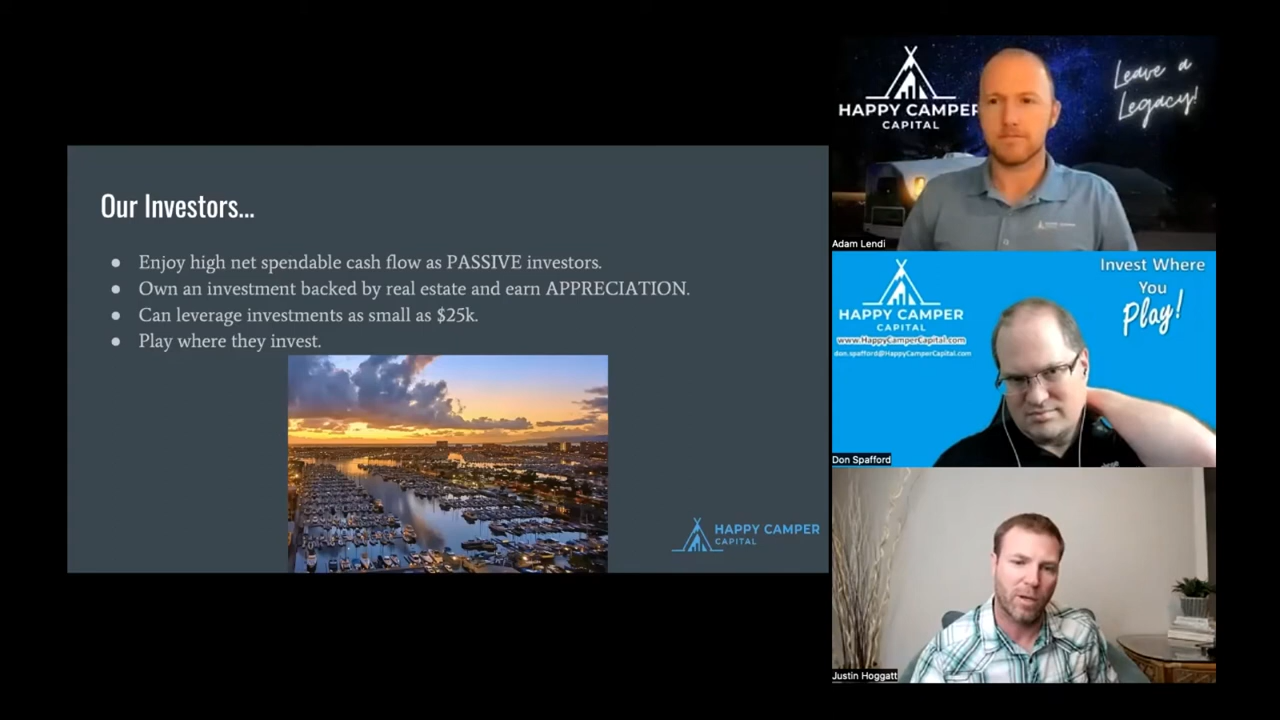 Our Investors...
● Enjoy high net spendable cash flow as PASSIVE investors.
● Own an investment backed by real estate and earn APPRECIATION.
● Can leverage investments as small as $25k.
● Play where they invest.
HAPPY CAMPER
CAPITAL
HAPPY CAMPER
CAPITAL
Leave a
Legacy!
Adam Lendi
HAPPY CAMPER
CAPITAL
www.HappyCamperCapital.com
don.spafford@HappyCamperCapital.com
Invest Where
You
Play!
Don Spafford
Justin Hoggatt